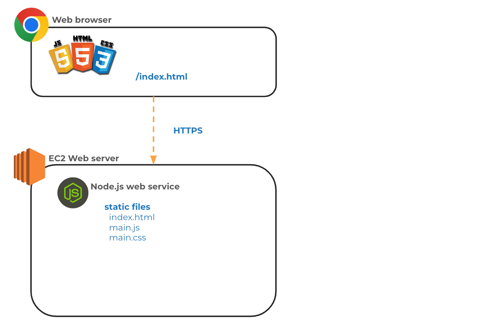 Web browser
JS HTML CSS
5 3
/index.html
HTTPS
EC2 Web server
JS
Node.js web service
static files
index.html
main.js
main.css